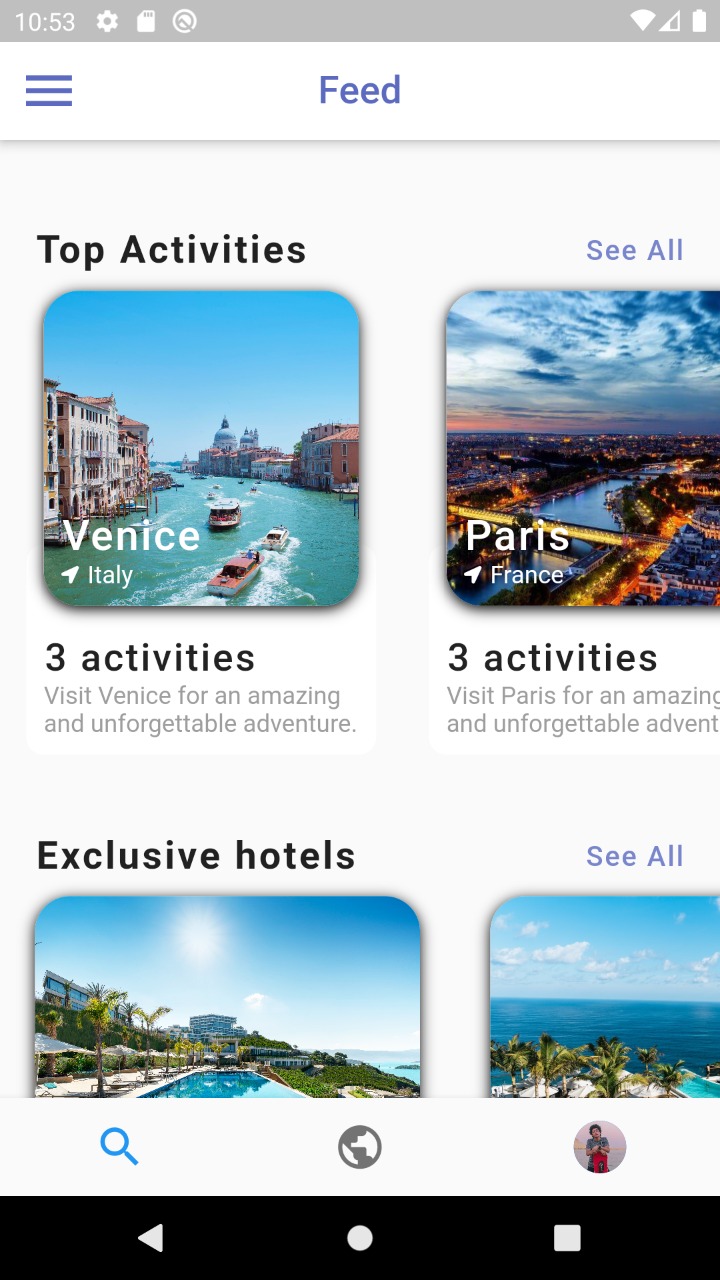 10:53
Feed
Top Activities
See All
Venice
Italy
Paris
France
3 activities
Visit Venice for an amazing
and unforgettable adventure.
3 activities
Visit Paris for an amazing
and unforgettable advent
Exclusive hotels
See All